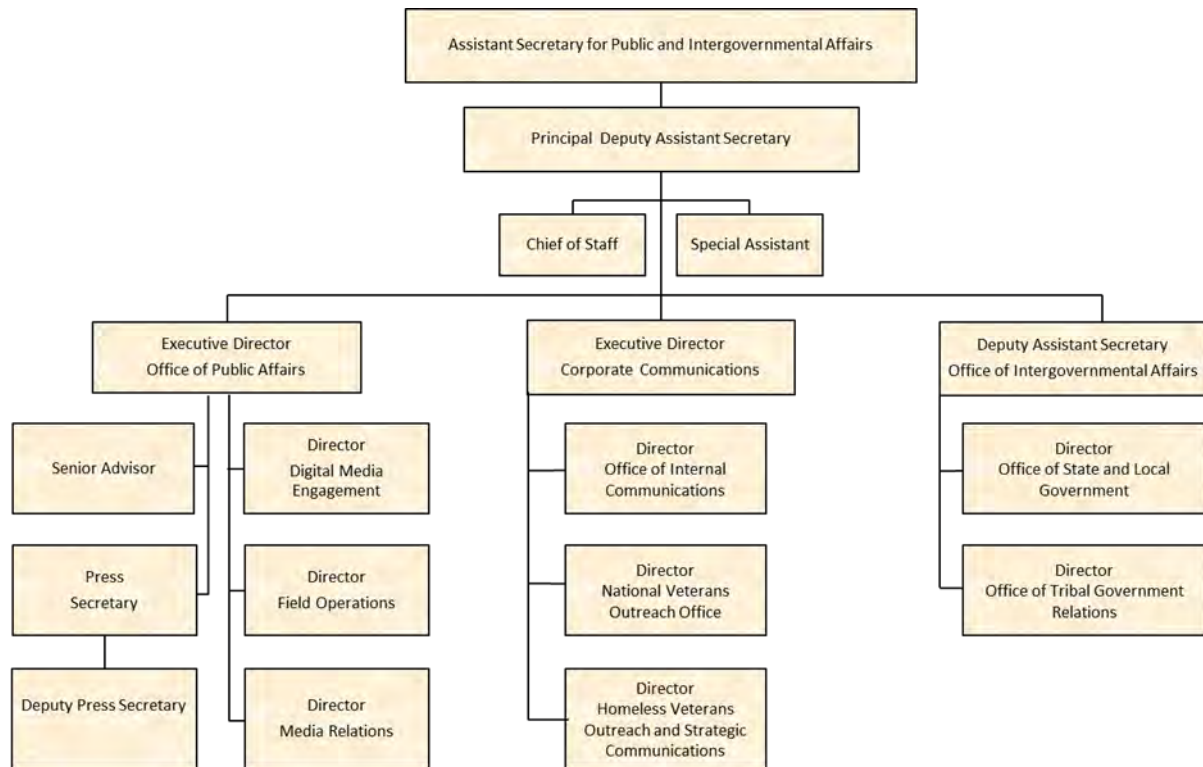 Assistant Secretary for Public and Intergovernmental Affairs
Principal Deputy Assistant Secretary
Chief of Staff
Special Assistant
Executive Director
Office of Public Affairs
Executive Director
Corporate Communications
Deputy Assistant Secretary
Office of Intergovernmental Affairs
Senior Advisor
Director
Digital Media
Engagement
Director
Office of Internal
Communications
Director
Office of State and Local
Government
Press
Secretary
Director
Field Operations
Director
National Veterans
Outreach Office
Director
Office of Tribal Government
Relations
Deputy Press Secretary
Director
Media Relations
Director
Homeless Veterans
Outreach and Strategic
Communications